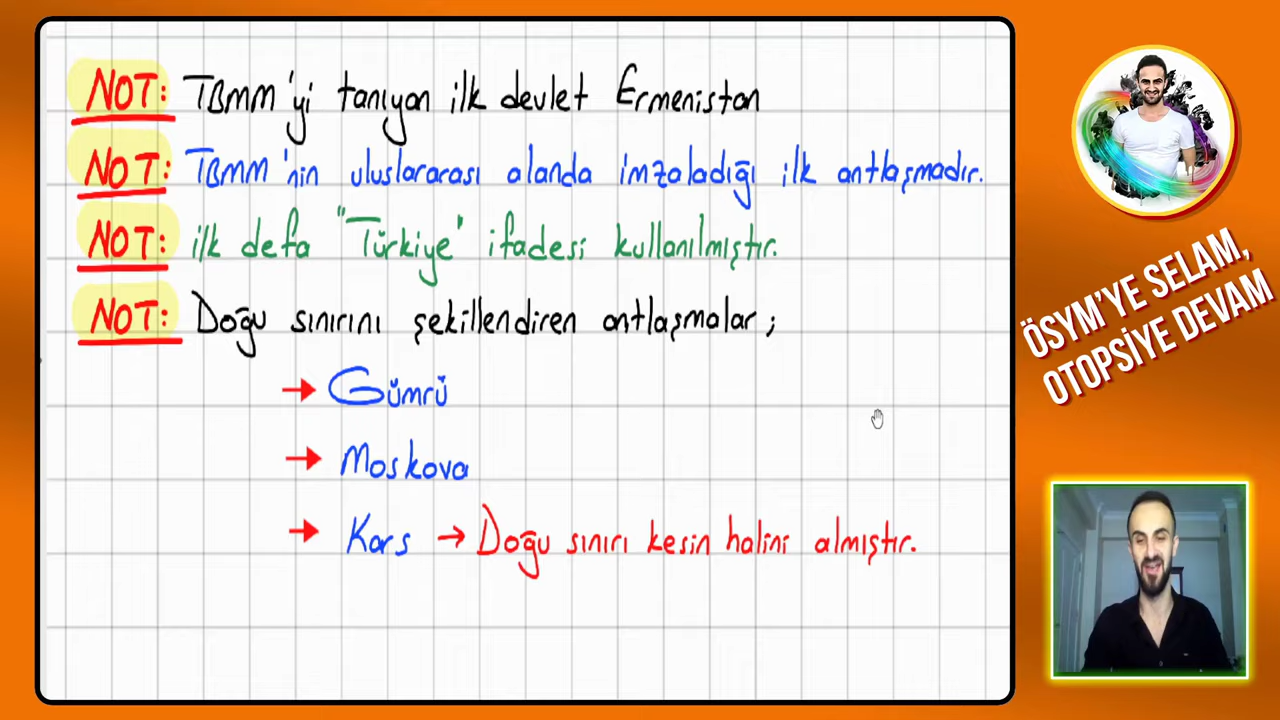 NOT: TBMM'yi tanıyan ilk devlet Ermenistan
NOT: TBMM'nin uluslararası alanda imzaladığı ilk antlaşmadır.
NOT: ilk defa "Türkiye" ifadesi kullanılmıştır.
NOT: Doğu sınırını şekillendiren antlaşmalar;
→ Gümrü
→ Moskova
→ Kars → Doğu sınırı kesin halini almıştır.
ÖSYM'YE SELAM,
OTOPSİYE DEVAM